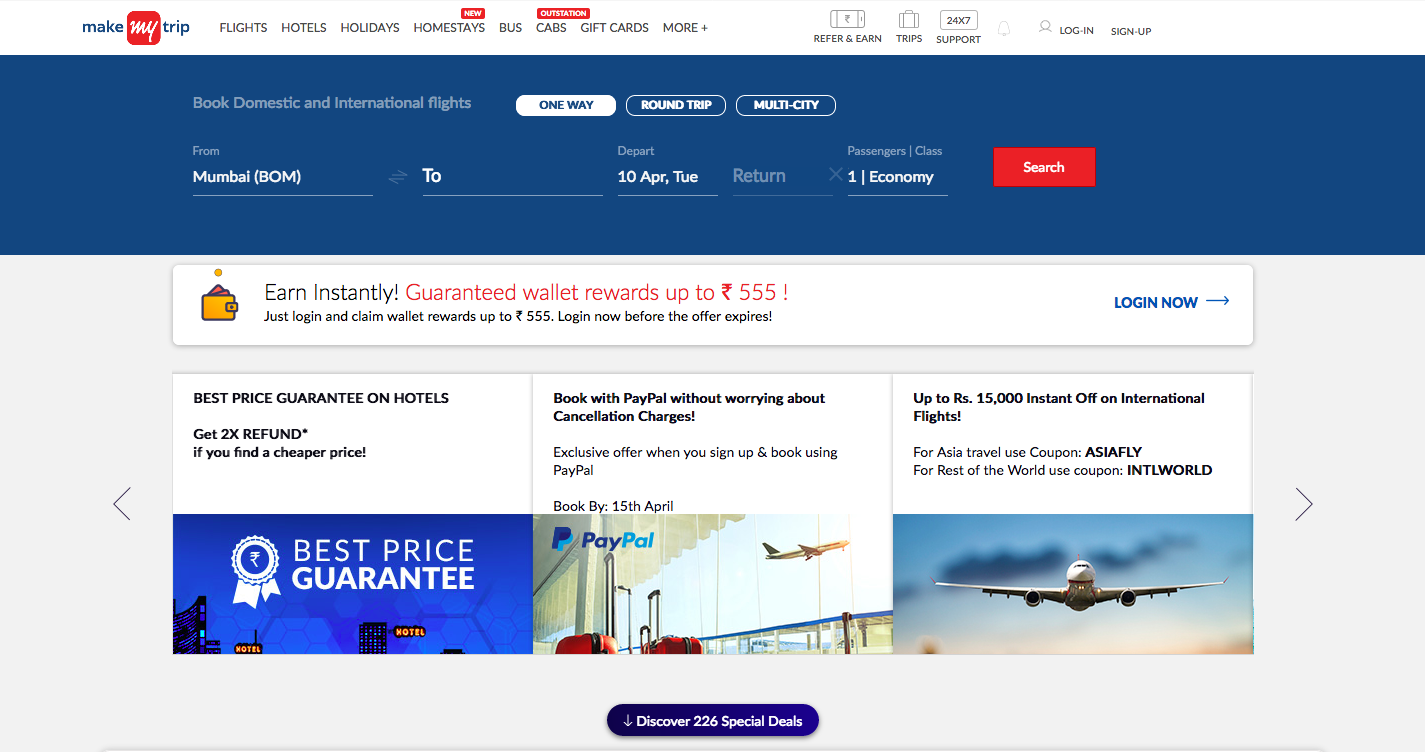 make my trip
FLIGHTS HOTELS HOLIDAYS HOMESTAYS NEW BUS CABS OUTSTATION GIFT CARDS MORE +
₹ REFER & EARN TRIPS 24X7 SUPPORT LOG-IN SIGN-UP
Book Domestic and International flights ONE WAY ROUND TRIP MULTI-CITY
From Depart Passengers | Class
Mumbai (BOM) To 10 Apr, Tue Return 1 | Economy Search
Earn Instantly! Guaranteed wallet rewards up to ₹ 555 !
Just login and claim wallet rewards up to ₹ 555. Login now before the offer expires!
LOGIN NOW
BEST PRICE GUARANTEE ON HOTELS
Get 2X REFUND*
if you find a cheaper price!
₹ BEST PRICE
GUARANTEE
HOTEL
HOTEL
Book with PayPal without worrying about
Cancellation Charges!
Exclusive offer when you sign up & book using
PayPal
Book By: 15th April
PayPal
Up to Rs. 15,000 Instant Off on International
Flights!
For Asia travel use Coupon: ASIAFLY
For Rest of the World use coupon: INTLWORLD
↓ Discover 226 Special Deals